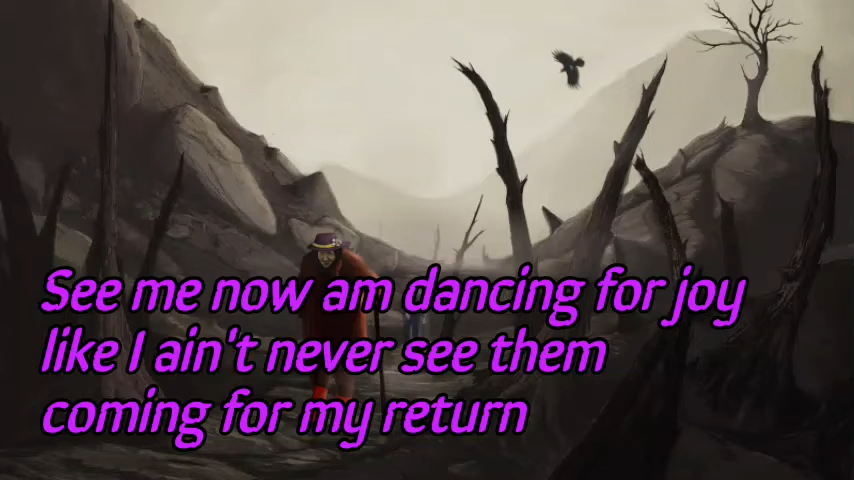 See me now am dancing for joy
like I ain't never see them
coming for my return